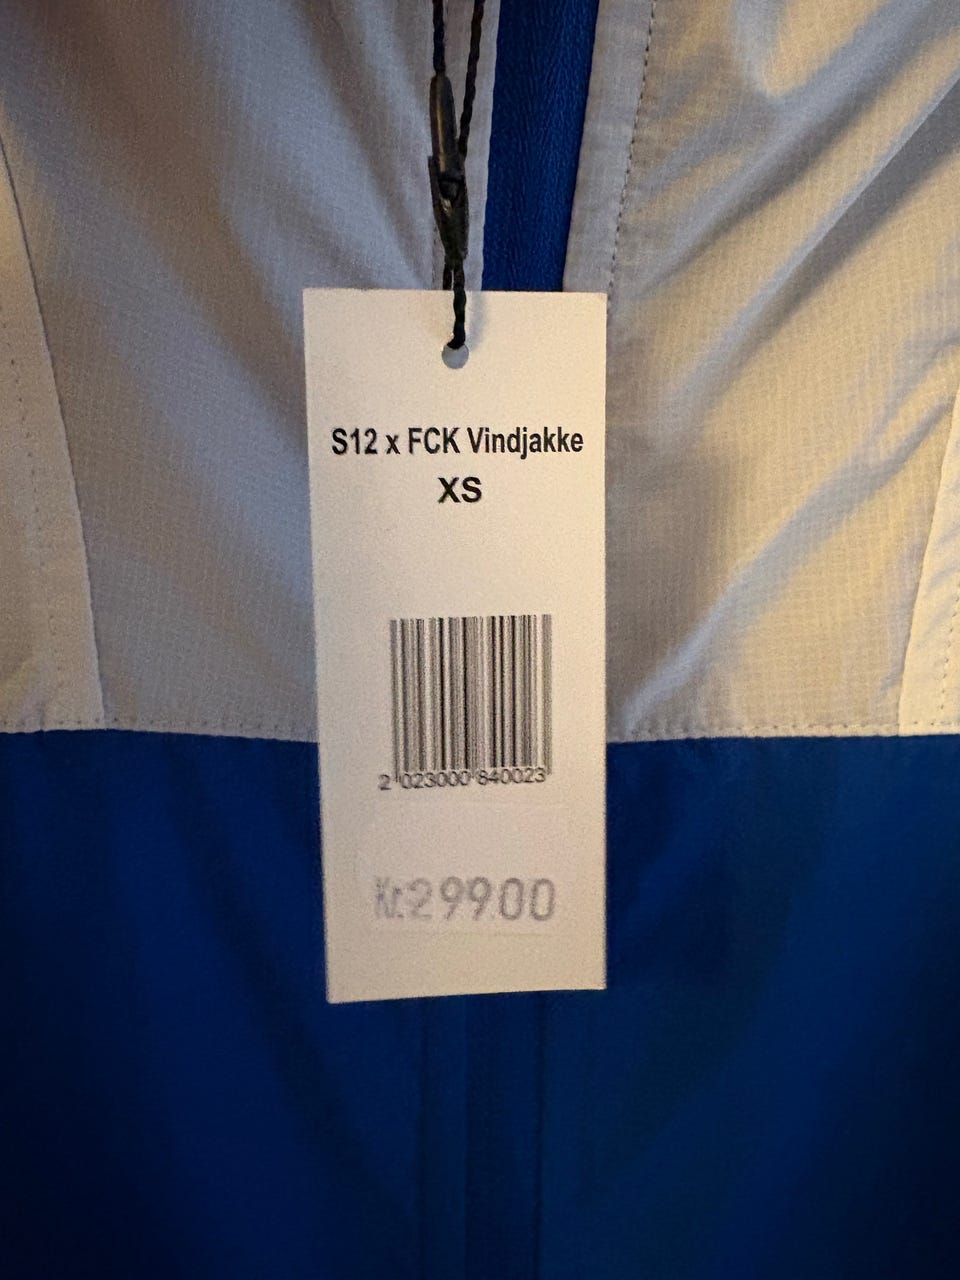 S12 x FCK Vindjakke
XS
2 023000 840023
Kr.299.00